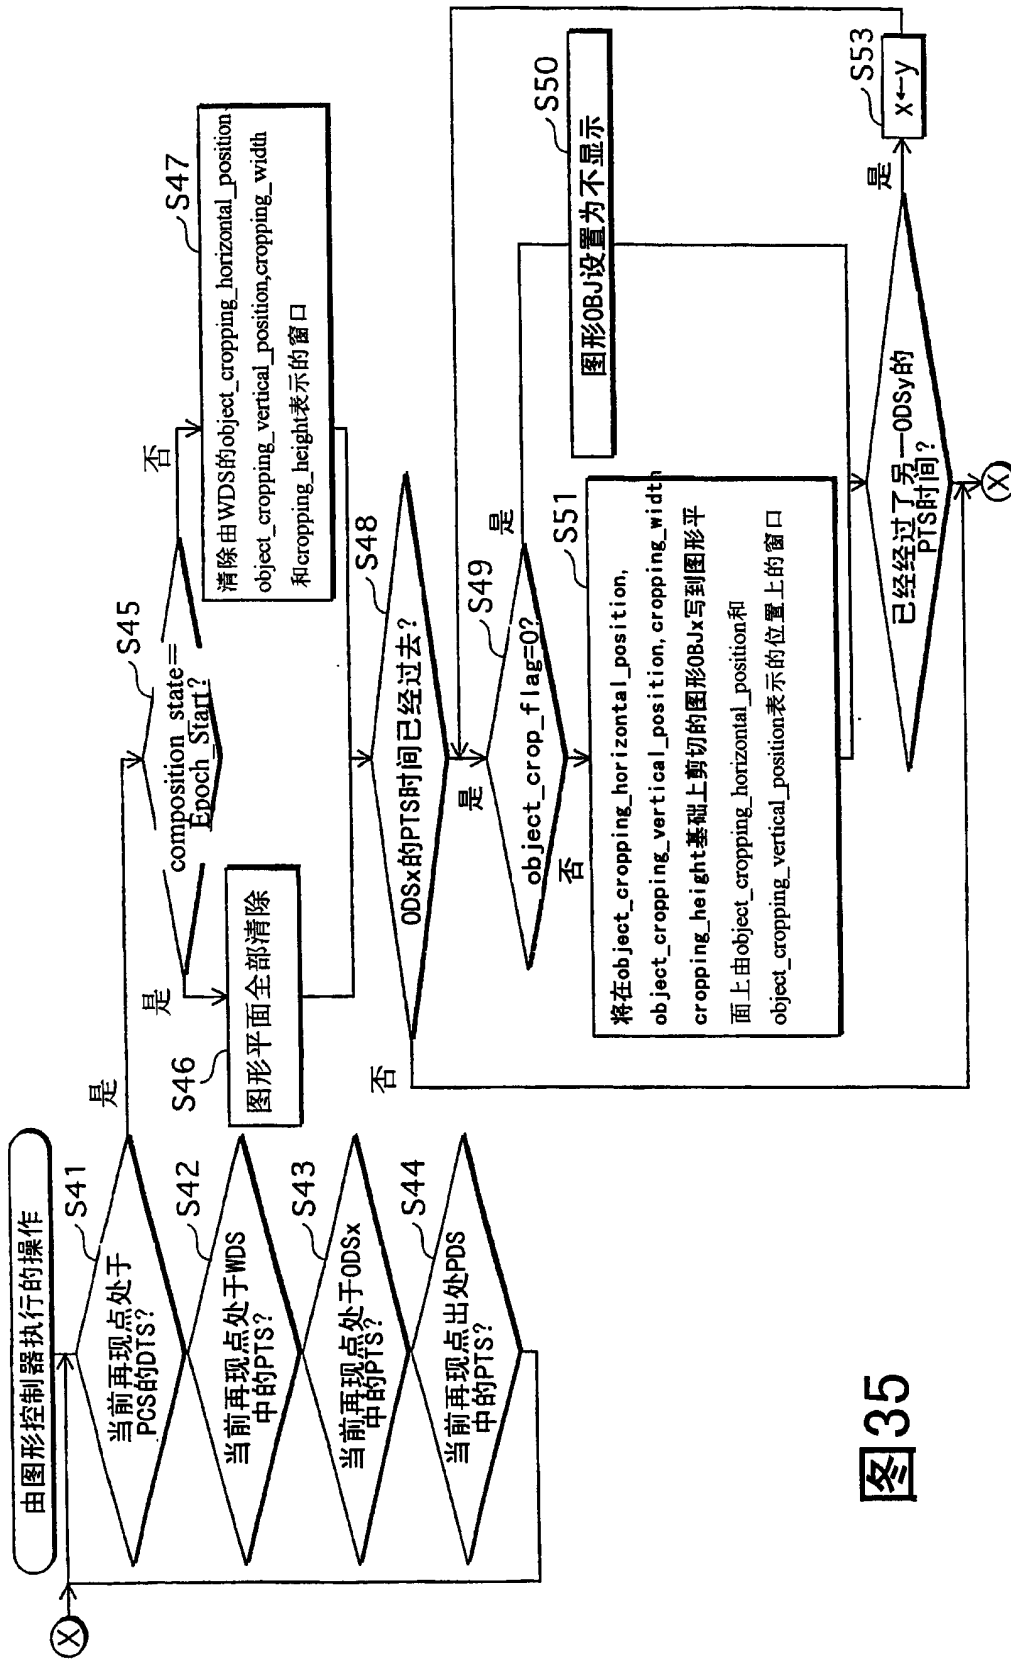 由图形控制器执行的操作
S41
当前再现点处于
PCS的DTS?
是
S42
当前再现点处于WDS
中的PTS?
S43
当前再现点处于ODSx
中的PTS?
S44
当前再现点出处PDS
中的PTS?
X
S45
composition_state=
Epoch_Start?
是
否
S46
图形平面全部清除
S47
清除由WDS的object_cropping_horizontal_position,
object_cropping_vertical_position,cropping_width
和cropping_height表示的窗口
S48
ODSx的PTS时间已经过去?
否
是
S49
object_crop_flag=0?
是
否
S50
图形OBJ设置为不显示
S51
将在object_cropping_horizontal_position,
object_cropping_vertical_position,cropping_width
cropping_height基础上剪切的图形OBJx写到图形平
面上由object_cropping_horizontal_position和
object_cropping_vertical_position表示的位置上的窗口
已经经过了另一ODSy的
PTS时间?
是
S53
x←y
X
图35